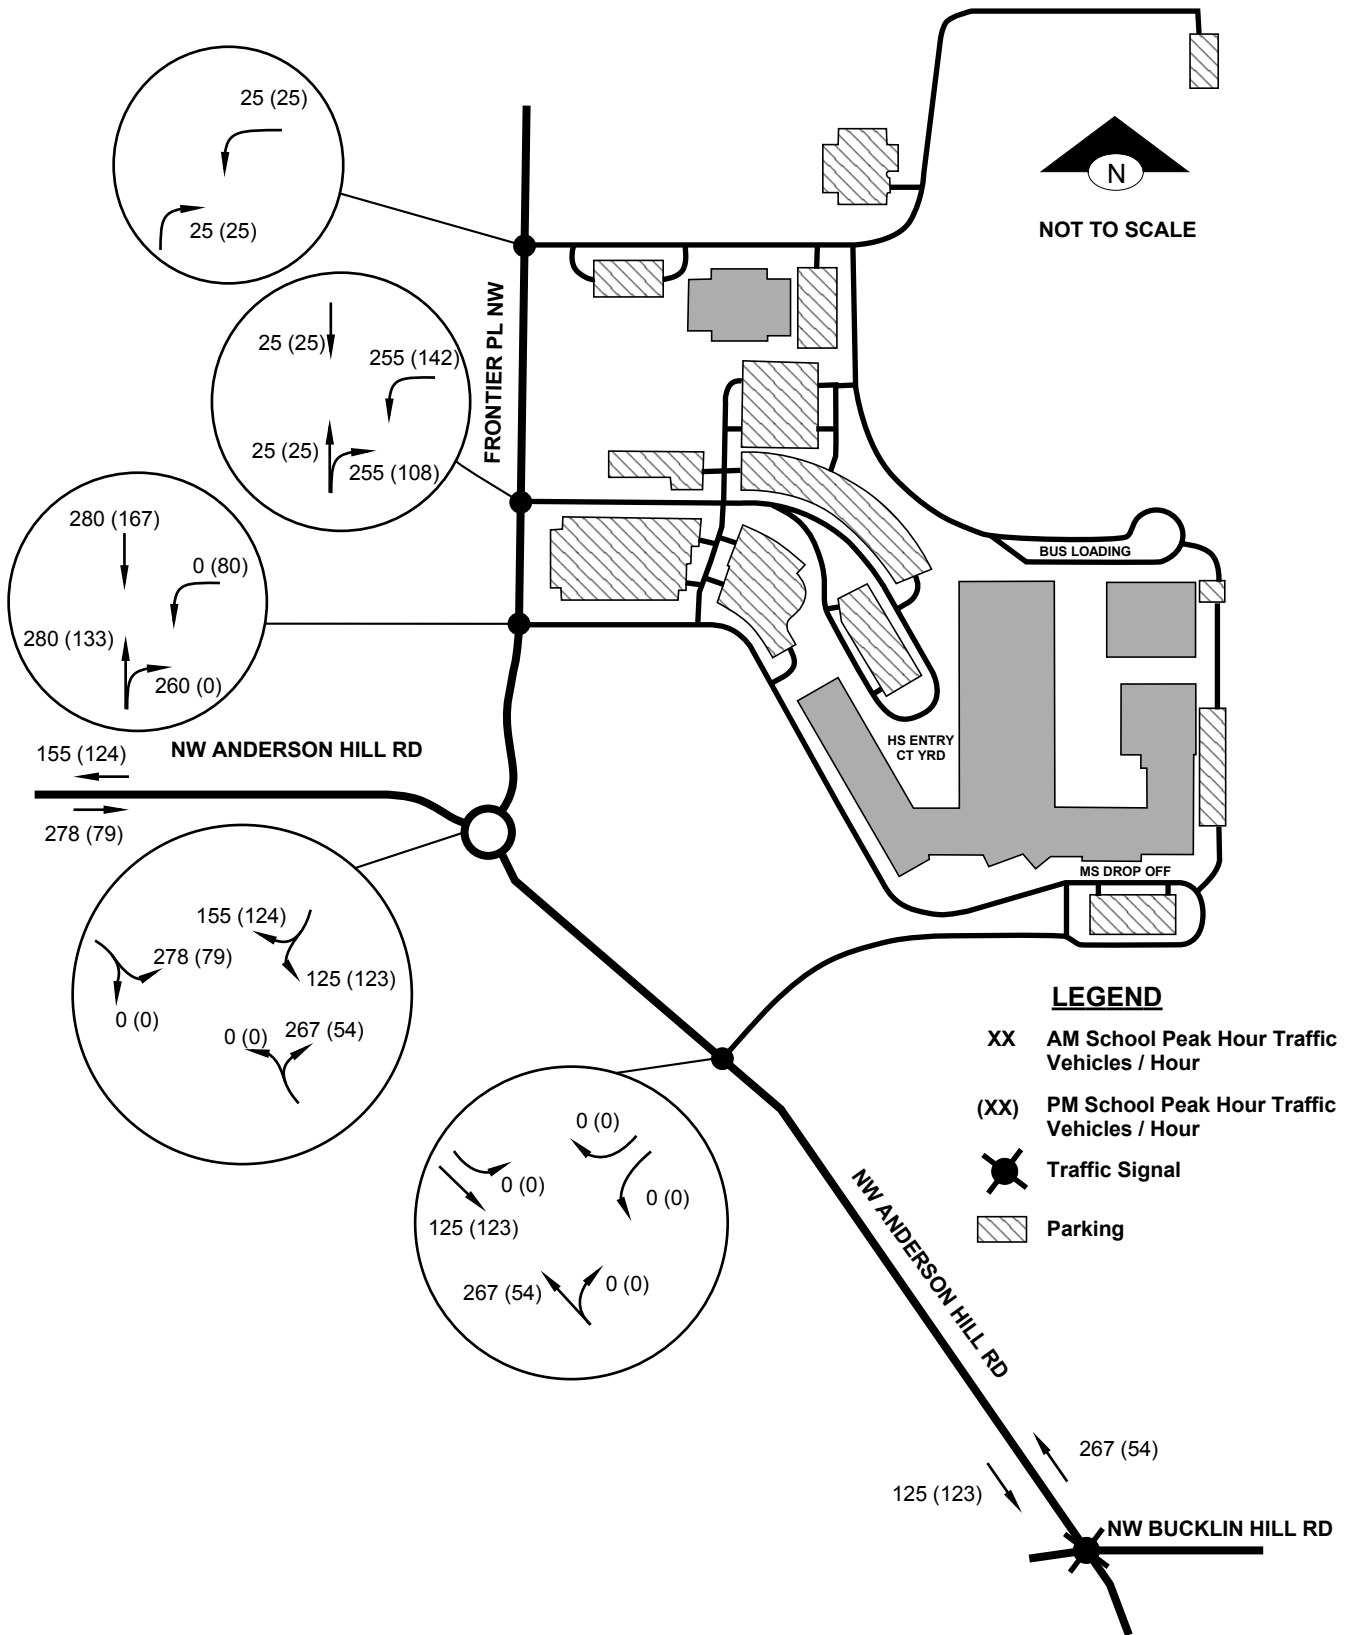 N
NOT TO SCALE
25 (25)
25 (25)
FRONTIER PL NW
25 (25)
255 (142)
25 (25)
255 (108)
280 (167)
0 (80)
280 (133)
260 (0)
BUS LOADING
HS ENTRY
CT YRD
MS DROP OFF
155 (124)
NW ANDERSON HILL RD
278 (79)
155 (124)
278 (79)
125 (123)
0 (0)
0 (0)
267 (54)
0 (0)
0 (0)
0 (0)
125 (123)
267 (54)
0 (0)
LEGEND
XX AM School Peak Hour Traffic
Vehicles / Hour
(XX) PM School Peak Hour Traffic
Vehicles / Hour
Traffic Signal
Parking
NW ANDERSON HILL RD
267 (54)
125 (123)
NW BUCKLIN HILL RD